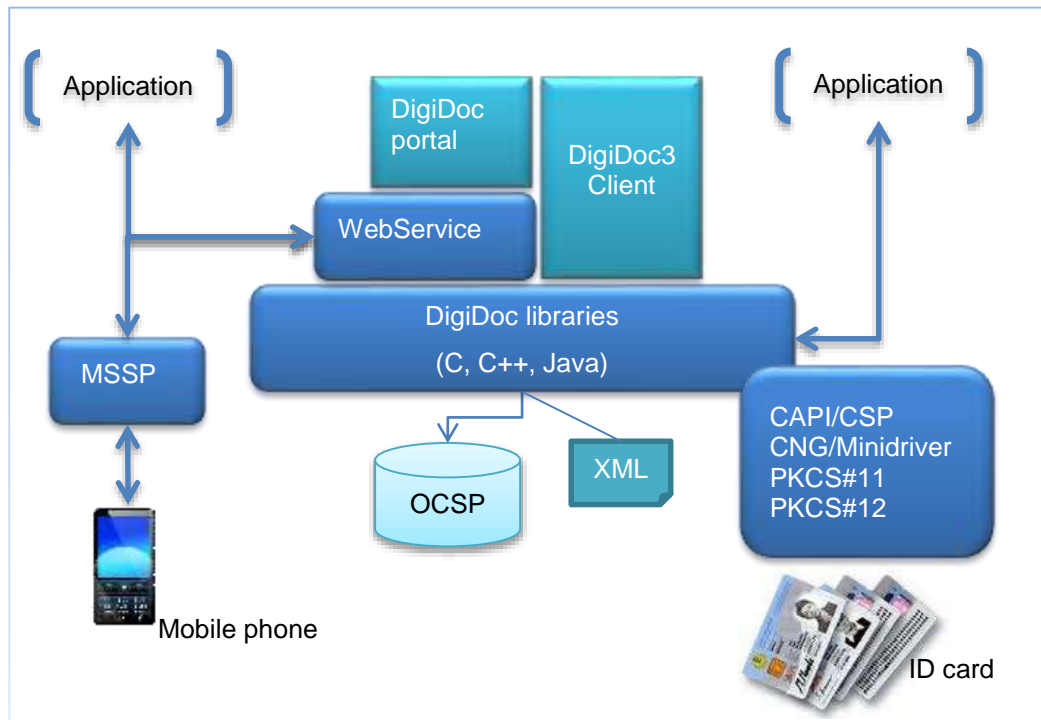 Application
Application
DigiDoc
portal
DigiDoc3
Client
WebService
DigiDoc libraries
(C, C++, Java)
MSSP
CAPI/CSP
CNG/Minidriver
PKCS#11
PKCS#12
XML
OCSP
Mobile phone
ID card